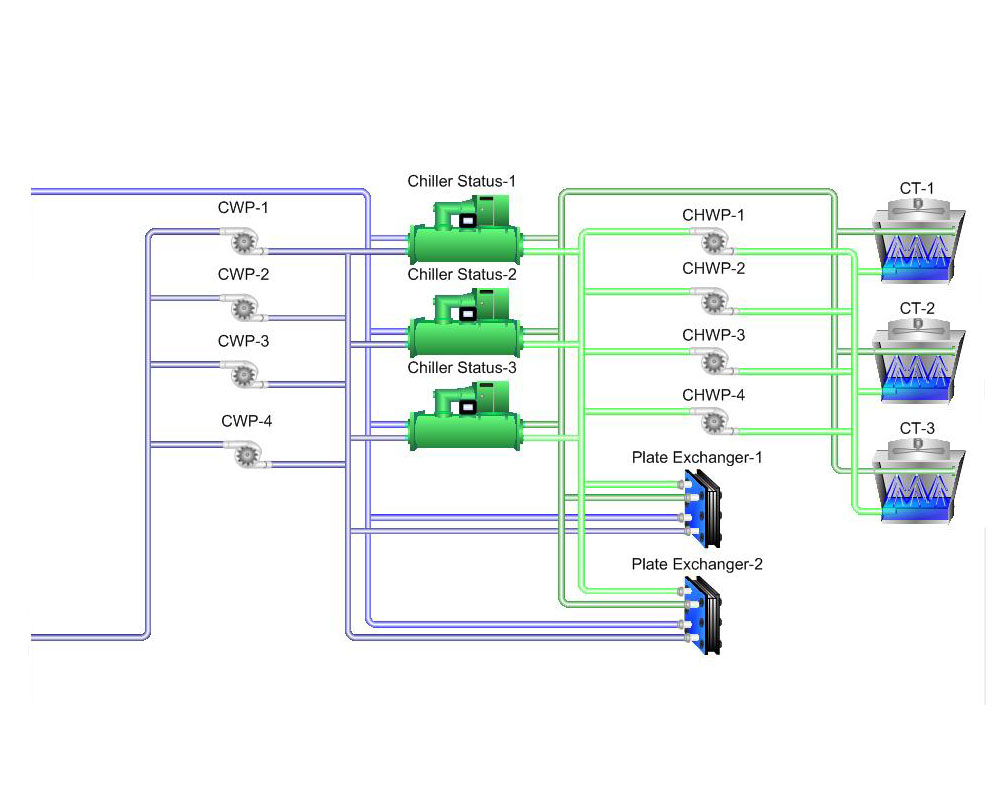 Chiller Status-1
CT-1
CWP-1
CHWP-1
CWP-2
Chiller Status-2
CHWP-2
CT-2
CWP-3
CHWP-3
Chiller Status-3
CHWP-4
CWP-4
CT-3
Plate Exchanger-1
Plate Exchanger-2